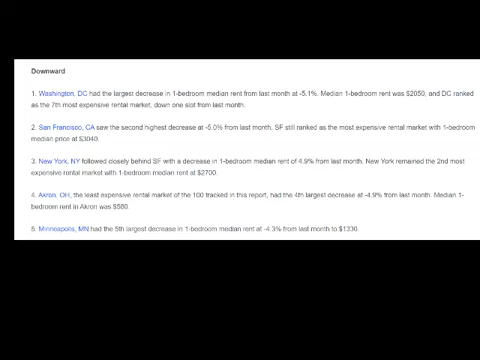 Downward
1. Washington, DC had the largest decrease in 1-bedroom median rent from last month at -5.1%. Median 1-bedroom rent was $2050, and DC ranked
as the 7th most expensive rental market, down one slot from last month.
2. San Francisco, CA saw the second highest decrease at -5.0% from last month. SF still ranked as the most expensive rental market with 1-bedroom
median price at $3040.
3. New York, NY followed closely behind SF with a decrease in 1-bedroom median rent of 4.9% from last month. New York remained the 2nd most
expensive rental market with 1-bedroom median rent at $2700.
4. Akron, OH, the least expensive rental market of the 100 tracked in this report, had the 4th largest decrease at -4.9% from last month. Median 1-
bedroom rent in Akron was $580.
5. Minneapolis, MN had the 5th largest decrease in 1-bedroom median rent at -4.3% from last month to $1330.